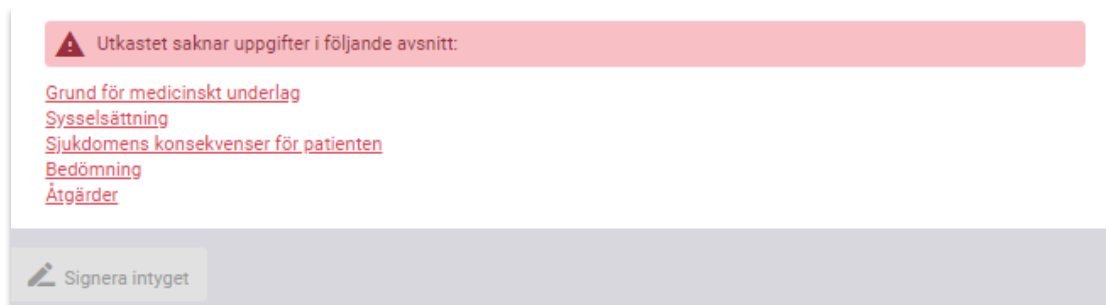 Utkastet saknar uppgifter i följande avsnitt:
Grund för medicinskt underlag
Sysselsättning
Sjukdomens konsekvenser för patienten
Bedömning
Åtgärder
Signera intyget